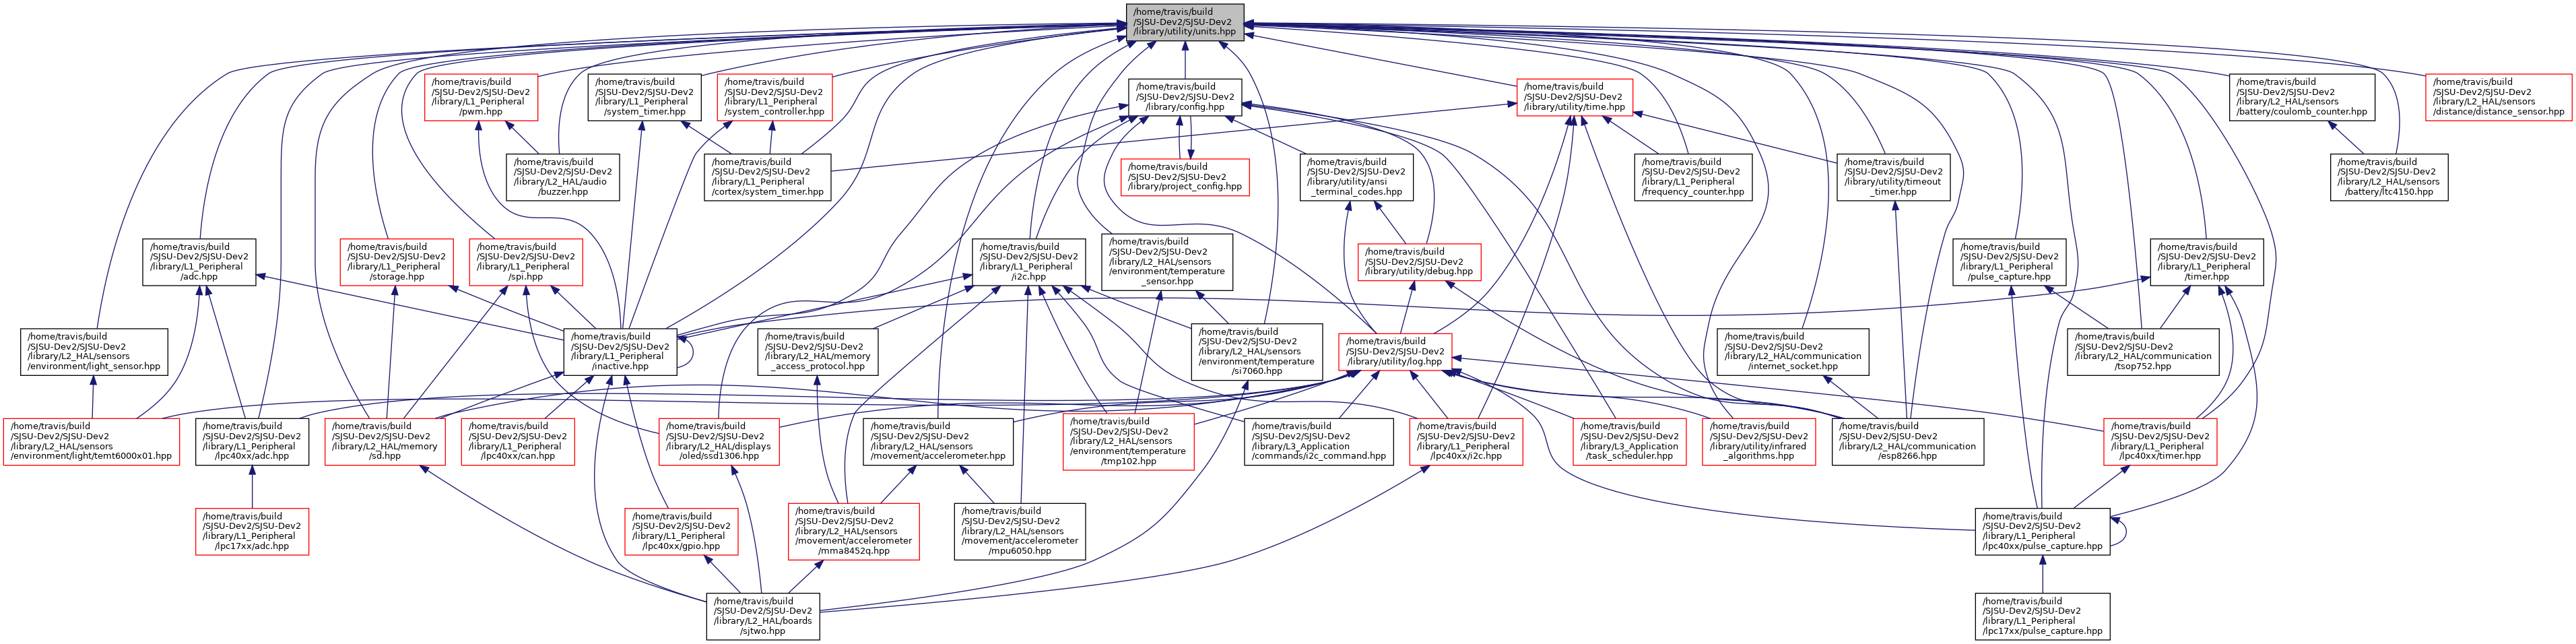 /home/travis/build
/SJSU-Dev2/SJSU-Dev2
/library/utility/units.hpp
/home/travis/build
/SJSU-Dev2/SJSU-Dev2
/library/L1_Peripheral
/pwm.hpp
/home/travis/build
/SJSU-Dev2/SJSU-Dev2
/library/L1_Peripheral
/system_timer.hpp
/home/travis/build
/SJSU-Dev2/SJSU-Dev2
/library/L1_Peripheral
/system_controller.hpp
/home/travis/build
/SJSU-Dev2/SJSU-Dev2
/library/config.hpp
/home/travis/build
/SJSU-Dev2/SJSU-Dev2
/library/utility/time.hpp
/home/travis/build
/SJSU-Dev2/SJSU-Dev2
/library/L2_HAL/sensors
/battery/coulomb_counter.hpp
/home/travis/build
/SJSU-Dev2/SJSU-Dev2
/library/L2_HAL/sensors
/distance/distance_sensor.hpp
/home/travis/build
/SJSU-Dev2/SJSU-Dev2
/library/L2_HAL/audio
/buzzer.hpp
/home/travis/build
/SJSU-Dev2/SJSU-Dev2
/library/L1_Peripheral
/cortex/system_timer.hpp
/home/travis/build
/SJSU-Dev2/SJSU-Dev2
/library/project_config.hpp
/home/travis/build
/SJSU-Dev2/SJSU-Dev2
/library/utility/ansi
_terminal_codes.hpp
/home/travis/build
/SJSU-Dev2/SJSU-Dev2
/library/L1_Peripheral
/frequency_counter.hpp
/home/travis/build
/SJSU-Dev2/SJSU-Dev2
/library/utility/timeout
_timer.hpp
/home/travis/build
/SJSU-Dev2/SJSU-Dev2
/library/L2_HAL/sensors
/battery/ltc4150.hpp
/home/travis/build
/SJSU-Dev2/SJSU-Dev2
/library/L1_Peripheral
/adc.hpp
/home/travis/build
/SJSU-Dev2/SJSU-Dev2
/library/L1_Peripheral
/storage.hpp
/home/travis/build
/SJSU-Dev2/SJSU-Dev2
/library/L1_Peripheral
/spi.hpp
/home/travis/build
/SJSU-Dev2/SJSU-Dev2
/library/L1_Peripheral
/i2c.hpp
/home/travis/build
/SJSU-Dev2/SJSU-Dev2
/library/L2_HAL/sensors
/environment/temperature
_sensor.hpp
/home/travis/build
/SJSU-Dev2/SJSU-Dev2
/library/utility/debug.hpp
/home/travis/build
/SJSU-Dev2/SJSU-Dev2
/library/L1_Peripheral
/pulse_capture.hpp
/home/travis/build
/SJSU-Dev2/SJSU-Dev2
/library/L1_Peripheral
/timer.hpp
/home/travis/build
/SJSU-Dev2/SJSU-Dev2
/library/L2_HAL/sensors
/environment/light_sensor.hpp
/home/travis/build
/SJSU-Dev2/SJSU-Dev2
/library/L1_Peripheral
/inactive.hpp
/home/travis/build
/SJSU-Dev2/SJSU-Dev2
/library/L2_HAL/memory
_access_protocol.hpp
/home/travis/build
/SJSU-Dev2/SJSU-Dev2
/library/L2_HAL/sensors
/environment/temperature
/si7060.hpp
/home/travis/build
/SJSU-Dev2/SJSU-Dev2
/library/utility/log.hpp
/home/travis/build
/SJSU-Dev2/SJSU-Dev2
/library/L2_HAL/communication
/internet_socket.hpp
/home/travis/build
/SJSU-Dev2/SJSU-Dev2
/library/L2_HAL/communication
/tsop752.hpp
/home/travis/build
/SJSU-Dev2/SJSU-Dev2
/library/L2_HAL/sensors
/environment/light/temt6000x01.hpp
/home/travis/build
/SJSU-Dev2/SJSU-Dev2
/library/L1_Peripheral
/lpc40xx/adc.hpp
/home/travis/build
/SJSU-Dev2/SJSU-Dev2
/library/L2_HAL/memory
/sd.hpp
/home/travis/build
/SJSU-Dev2/SJSU-Dev2
/library/L1_Peripheral
/lpc40xx/can.hpp
/home/travis/build
/SJSU-Dev2/SJSU-Dev2
/library/L2_HAL/displays
/oled/ssd1306.hpp
/home/travis/build
/SJSU-Dev2/SJSU-Dev2
/library/L2_HAL/sensors
/movement/accelerometer.hpp
/home/travis/build
/SJSU-Dev2/SJSU-Dev2
/library/L2_HAL/sensors
/environment/temperature
/tmp102.hpp
/home/travis/build
/SJSU-Dev2/SJSU-Dev2
/library/L3_Application
/commands/i2c_command.hpp
/home/travis/build
/SJSU-Dev2/SJSU-Dev2
/library/L1_Peripheral
/lpc40xx/i2c.hpp
/home/travis/build
/SJSU-Dev2/SJSU-Dev2
/library/L3_Application
/task_scheduler.hpp
/home/travis/build
/SJSU-Dev2/SJSU-Dev2
/library/utility/infrared
_algorithms.hpp
/home/travis/build
/SJSU-Dev2/SJSU-Dev2
/library/L2_HAL/communication
/esp8266.hpp
/home/travis/build
/SJSU-Dev2/SJSU-Dev2
/library/L1_Peripheral
/lpc40xx/timer.hpp
/home/travis/build
/SJSU-Dev2/SJSU-Dev2
/library/L1_Peripheral
/lpc17xx/adc.hpp
/home/travis/build
/SJSU-Dev2/SJSU-Dev2
/library/L1_Peripheral
/lpc40xx/gpio.hpp
/home/travis/build
/SJSU-Dev2/SJSU-Dev2
/library/L2_HAL/sensors
/movement/accelerometer
/mma8452q.hpp
/home/travis/build
/SJSU-Dev2/SJSU-Dev2
/library/L2_HAL/sensors
/movement/accelerometer
/mpu6050.hpp
/home/travis/build
/SJSU-Dev2/SJSU-Dev2
/library/L1_Peripheral
/lpc40xx/pulse_capture.hpp
/home/travis/build
/SJSU-Dev2/SJSU-Dev2
/library/L2_HAL/boards
/sjtwo.hpp
/home/travis/build
/SJSU-Dev2/SJSU-Dev2
/library/L1_Peripheral
/lpc17xx/pulse_capture.hpp